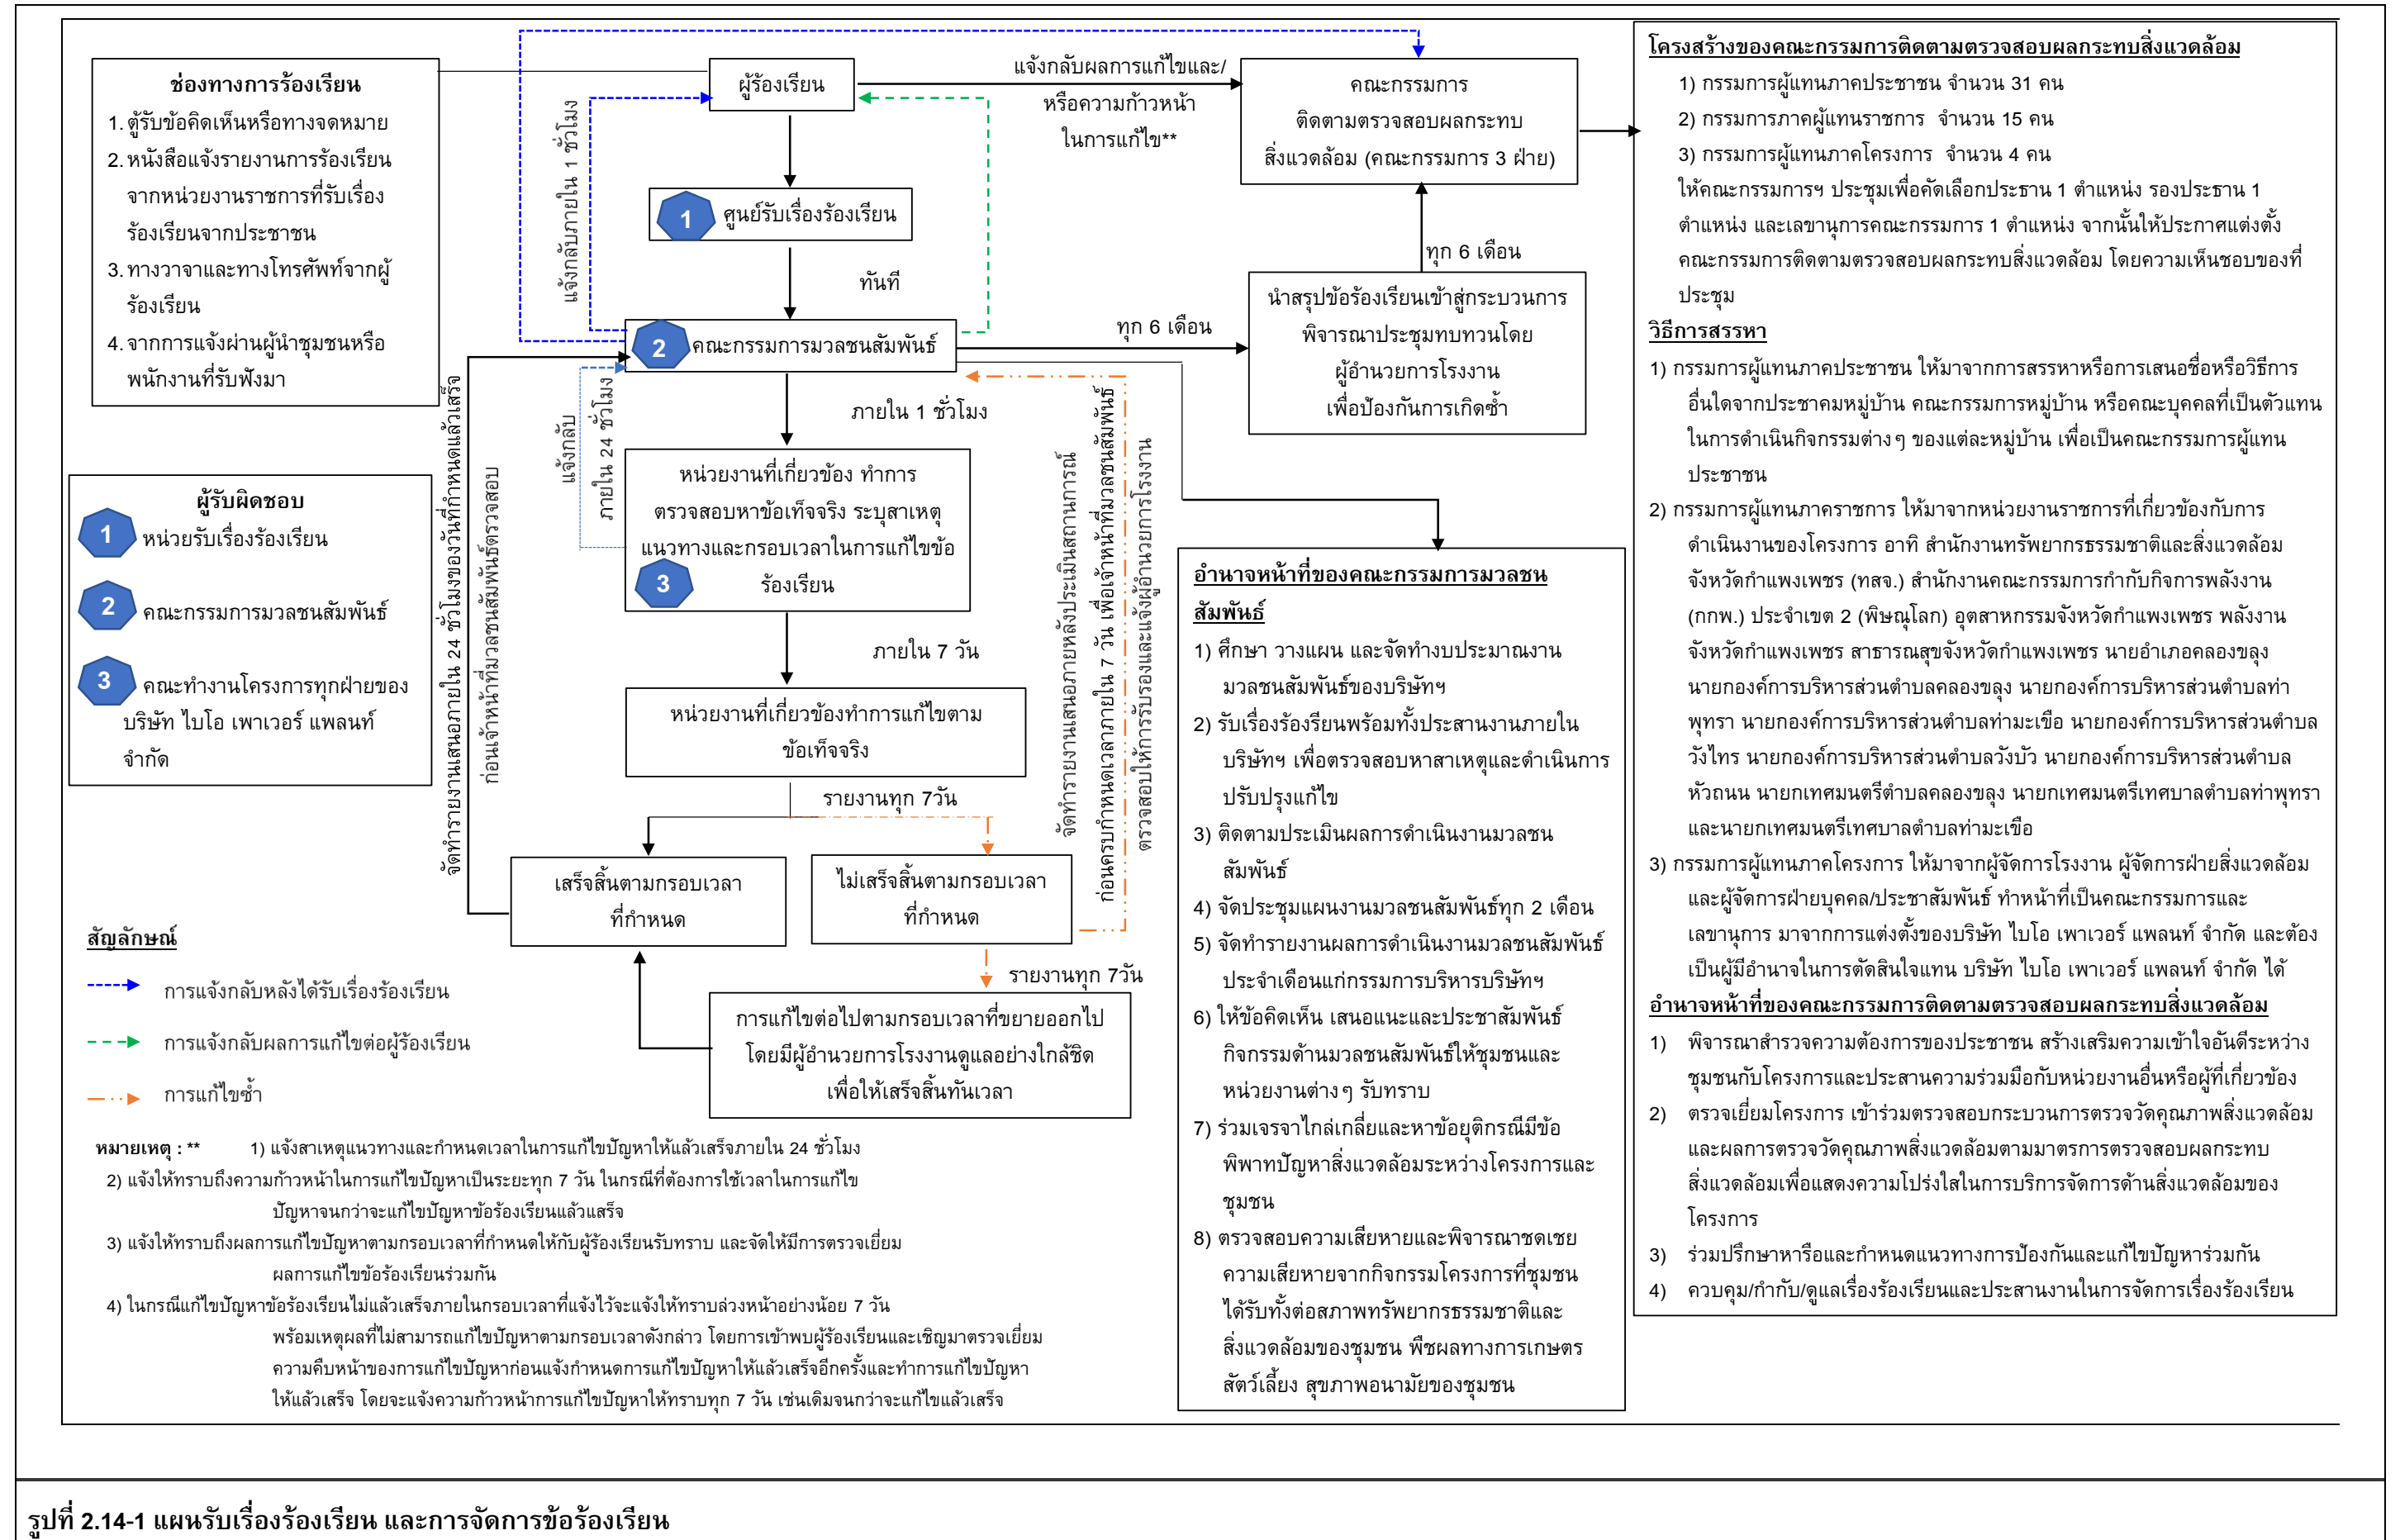 ช่องทางการร้องเรียน
1. ตู้รับข้อคิดเห็นหรือทางจดหมาย
2. หนังสือแจ้งรายงานการร้องเรียน
จากหน่วยงานราชการที่รับเรื่อง
ร้องเรียนจากประชาชน
3. ทางวาจาและทางโทรศัพท์จากผู้
ร้องเรียน
4. จากการแจ้งผ่านผู้นำชุมชนหรือ
พนักงานที่รับฟังมา
ผู้รับผิดชอบ
1 หน่วยรับเรื่องร้องเรียน
2 คณะกรรมการมวลชนสัมพันธ์
3 คณะทำงานโครงการทุกฝ่ายของ
บริษัท ไบโอ เพาเวอร์ แพลนท์
จำกัด
สัญลักษณ์
การแจ้งกลับหลังได้รับเรื่องร้องเรียน
การแจ้งกลับผลการแก้ไขต่อผู้ร้องเรียน
การแก้ไขซ้ำ
ผู้ร้องเรียน
แจ้งกลับภายใน 1 ชั่วโมง
แจ้งกลับผลการแก้ไขและ/
หรือความก้าวหน้า
ในการแก้ไข**
คณะกรรมการ
ติดตามตรวจสอบผลกระทบ
สิ่งแวดล้อม (คณะกรรมการ 3 ฝ่าย)
1 ศูนย์รับเรื่องร้องเรียน
ทันที
2 คณะกรรมการมวลชนสัมพันธ์
ทุก 6 เดือน
ทุก 6 เดือน
นำสรุปข้อร้องเรียนเข้าสู่กระบวนการ
พิจารณาประชุมทบทวนโดย
ผู้อำนวยการโรงงาน
เพื่อป้องกันการเกิดซ้ำ
ภายใน 1 ชั่วโมง
แจ้งกลับ
ภายใน 24 ชั่วโมง
หน่วยงานที่เกี่ยวข้อง ทำการ
ตรวจสอบหาข้อเท็จจริง ระบุสาเหตุ
แนวทางและกรอบเวลาในการแก้ไขข้อ
3 ร้องเรียน
ภายใน 7 วัน
หน่วยงานที่เกี่ยวข้องทำการแก้ไขตาม
ข้อเท็จจริง
รายงานทุก 7วัน
เสร็จสิ้นตามกรอบเวลา
ที่กำหนด
ไม่เสร็จสิ้นตามกรอบเวลา
ที่กำหนด
รายงานทุก 7วัน
การแก้ไขต่อไปตามกรอบเวลาที่ขยายออกไป
โดยมีผู้อำนวยการโรงงานดูแลอย่างใกล้ชิด
เพื่อให้เสร็จสิ้นทันเวลา
จัดทำรายงานเสนอภายใน 24 ชั่วโมงของวันที่กำหนดแล้วเสร็จ
ก่อนเจ้าหน้าที่มวลชนสัมพันธ์ตรวจสอบ
จัดทำรายงานเสนอภายหลังประเมินสถานการณ์
ก่อนครบกำหนดเวลาภายใน 7 วัน เพื่อเจ้าหน้าที่มวลชนสัมพันธ์
ตรวจสอบให้การรับรองและแจ้งผู้อำนวยการโรงงาน
หมายเหตุ : ** 1) แจ้งสาเหตุแนวทางและกำหนดเวลาในการแก้ไขปัญหาให้แล้วเสร็จภายใน 24 ชั่วโมง
2) แจ้งให้ทราบถึงความก้าวหน้าในการแก้ไขปัญหาเป็นระยะทุก 7 วัน ในกรณีที่ต้องการใช้เวลาในการแก้ไข
ปัญหาจนกว่าจะแก้ไขปัญหาข้อร้องเรียนแล้วแสร็จ
3) แจ้งให้ทราบถึงผลการแก้ไขปัญหาตามกรอบเวลาที่กำหนดให้กับผู้ร้องเรียนรับทราบ และจัดให้มีการตรวจเยี่ยม
ผลการแก้ไขข้อร้องเรียนร่วมกัน
4) ในกรณีแก้ไขปัญหาข้อร้องเรียนไม่แล้วเสร็จภายในกรอบเวลาที่แจ้งไว้จะแจ้งให้ทราบล่วงหน้าอย่างน้อย 7 วัน
พร้อมเหตุผลที่ไม่สามารถแก้ไขปัญหาตามกรอบเวลาดังกล่าว โดยการเข้าพบผู้ร้องเรียนและเชิญมาตรวจเยี่ยม
ความคืบหน้าของการแก้ไขปัญหาก่อนแจ้งกำหนดการแก้ไขปัญหาให้แล้วเสร็จอีกครั้งและทำการแก้ไขปัญหา
ให้แล้วเสร็จ โดยจะแจ้งความก้าวหน้าการแก้ไขปัญหาให้ทราบทุก 7 วัน เช่นเดิมจนกว่าจะแก้ไขแล้วเสร็จ
อำนาจหน้าที่ของคณะกรรมการมวลชน
สัมพันธ์
1) ศึกษา วางแผน และจัดทำงบประมาณงาน
มวลชนสัมพันธ์ของบริษัทฯ
2) รับเรื่องร้องเรียนพร้อมทั้งประสานงานภายใน
บริษัทฯ เพื่อตรวจสอบหาสาเหตุและดำเนินการ
ปรับปรุงแก้ไข
3) ติดตามประเมินผลการดำเนินงานมวลชน
สัมพันธ์
4) จัดประชุมแผนงานมวลชนสัมพันธ์ทุก 2 เดือน
5) จัดทำรายงานผลการดำเนินงานมวลชนสัมพันธ์
ประจำเดือนแก่กรรมการบริหารบริษัทฯ
6) ให้ข้อคิดเห็น เสนอแนะและประชาสัมพันธ์
กิจกรรมด้านมวลชนสัมพันธ์ให้ชุมชนและ
หน่วยงานต่างๆ รับทราบ
7) ร่วมเจรจาไกล่เกลี่ยและหาข้อยุติกรณีมีข้อ
พิพาทปัญหาสิ่งแวดล้อมระหว่างโครงการและ
ชุมชน
8) ตรวจสอบความเสียหายและพิจารณาชดเชย
ความเสียหายจากกิจกรรมโครงการที่ชุมชน
ได้รับทั้งต่อสภาพทรัพยากรธรรมชาติและ
สิ่งแวดล้อมของชุมชน พืชผลทางการเกษตร
สัตว์เลี้ยง สุขภาพอนามัยของชุมชน
โครงสร้างของคณะกรรมการติดตามตรวจสอบผลกระทบสิ่งแวดล้อม
1) กรรมการผู้แทนภาคประชาชน จำนวน 31 คน
2) กรรมการภาคผู้แทนราชการ จำนวน 15 คน
3) กรรมการผู้แทนภาคโครงการ จำนวน 4 คน
ให้คณะกรรมการฯ ประชุมเพื่อคัดเลือกประธาน 1 ตำแหน่ง รองประธาน 1
ตำแหน่ง และเลขานุการคณะกรรมการ 1 ตำแหน่ง จากนั้นให้ประกาศแต่งตั้ง
คณะกรรมการติดตามตรวจสอบผลกระทบสิ่งแวดล้อม โดยความเห็นชอบของที่
ประชุม
วิธีการสรรหา
1) กรรมการผู้แทนภาคประชาชน ให้มาจากการสรรหาหรือการเสนอชื่อหรือวิธีการ
อื่นใดจากประชาคมหมู่บ้าน คณะกรรมการหมู่บ้าน หรือคณะบุคคลที่เป็นตัวแทน
ในการดำเนินกิจกรรมต่างๆ ของแต่ละหมู่บ้าน เพื่อเป็นคณะกรรมการผู้แทน
ประชาชน
2) กรรมการผู้แทนภาคราชการ ให้มาจากหน่วยงานราชการที่เกี่ยวข้องกับการ
ดำเนินงานของโครงการ อาทิ สำนักงานทรัพยากรธรรมชาติและสิ่งแวดล้อม
จังหวัดกำแพงเพชร (ทสจ.) สำนักงานคณะกรรมการกำกับกิจการพลังงาน
(กกพ.) ประจำเขต 2 (พิษณุโลก) อุตสาหกรรมจังหวัดกำแพงเพชร พลังงาน
จังหวัดกำแพงเพชร สาธารณสุขจังหวัดกำแพงเพชร นายอำเภอคลองขลุง
นายกองค์การบริหารส่วนตำบลคลองขลุง นายกองค์การบริหารส่วนตำบลท่า
พุทรา นายกองค์การบริหารส่วนตำบลท่ามะเขือ นายกองค์การบริหารส่วนตำบล
วังไทร นายกองค์การบริหารส่วนตำบลวังบัว นายกองค์การบริหารส่วนตำบล
หัวถนน นายกเทศมนตรีตำบลคลองขลุง นายกเทศมนตรีเทศบาลตำบลท่าพุทรา
และนายกเทศมนตรีเทศบาลตำบลท่ามะเขือ
3) กรรมการผู้แทนภาคโครงการ ให้มาจากผู้จัดการโรงงาน ผู้จัดการฝ่ายสิ่งแวดล้อม
และผู้จัดการฝ่ายบุคคล/ประชาสัมพันธ์ ทำหน้าที่เป็นคณะกรรมการและ
เลขานุการ มาจากการแต่งตั้งของบริษัท ไบโอ เพาเวอร์ แพลนท์ จำกัด และต้อง
เป็นผู้มีอำนาจในการตัดสินใจแทน บริษัท ไบโอ เพาเวอร์ แพลนท์ จำกัด ได้
อำนาจหน้าที่ของคณะกรรมการติดตามตรวจสอบผลกระทบสิ่งแวดล้อม
1) พิจารณาสำรวจความต้องการของประชาชน สร้างเสริมความเข้าใจอันดีระหว่าง
ชุมชนกับโครงการและประสานความร่วมมือกับหน่วยงานอื่นหรือผู้ที่เกี่ยวข้อง
2) ตรวจเยี่ยมโครงการ เข้าร่วมตรวจสอบกระบวนการตรวจวัดคุณภาพสิ่งแวดล้อม
และผลการตรวจวัดคุณภาพสิ่งแวดล้อมตามมาตรการตรวจสอบผลกระทบ
สิ่งแวดล้อมเพื่อแสดงความโปร่งใสในการบริการจัดการด้านสิ่งแวดล้อมของ
โครงการ
3) ร่วมปรึกษาหารือและกำหนดแนวทางการป้องกันและแก้ไขปัญหาร่วมกัน
4) ควบคุม/กำกับ/ดูแลเรื่องร้องเรียนและประสานงานในการจัดการเรื่องร้องเรียน
รูปที่ 2.14-1 แผนรับเรื่องร้องเรียน และการจัดการข้อร้องเรียน